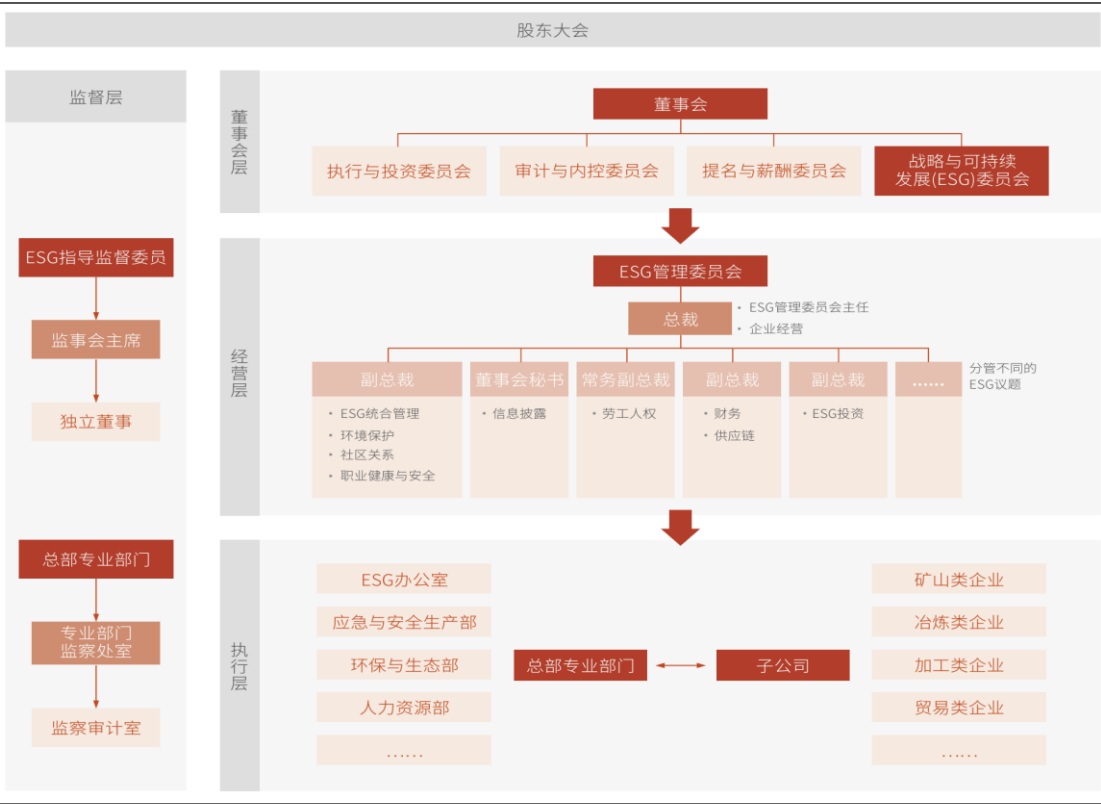 股东大会
监督层
ESG指导监督委员
监事会主席
独立董事
总部专业部门
专业部门
监察处室
监察审计室
董事会层
董事会
执行与投资委员会
审计与内控委员会
提名与薪酬委员会
战略与可持续
发展(ESG)委员会
经营层
ESG管理委员会
总裁
· ESG管理委员会主任
· 企业经营
副总裁
· ESG统合管理
· 环境保护
· 社区关系
· 职业健康与安全
董事会秘书
· 信息披露
常务副总裁
· 劳工人权
副总裁
· 财务
· 供应链
副总裁
· ESG投资
……
分管不同的
ESG议题
执行层
ESG办公室
应急与安全生产部
环保与生态部
人力资源部
……
总部专业部门
子公司
矿山类企业
冶炼类企业
加工类企业
贸易类企业
……